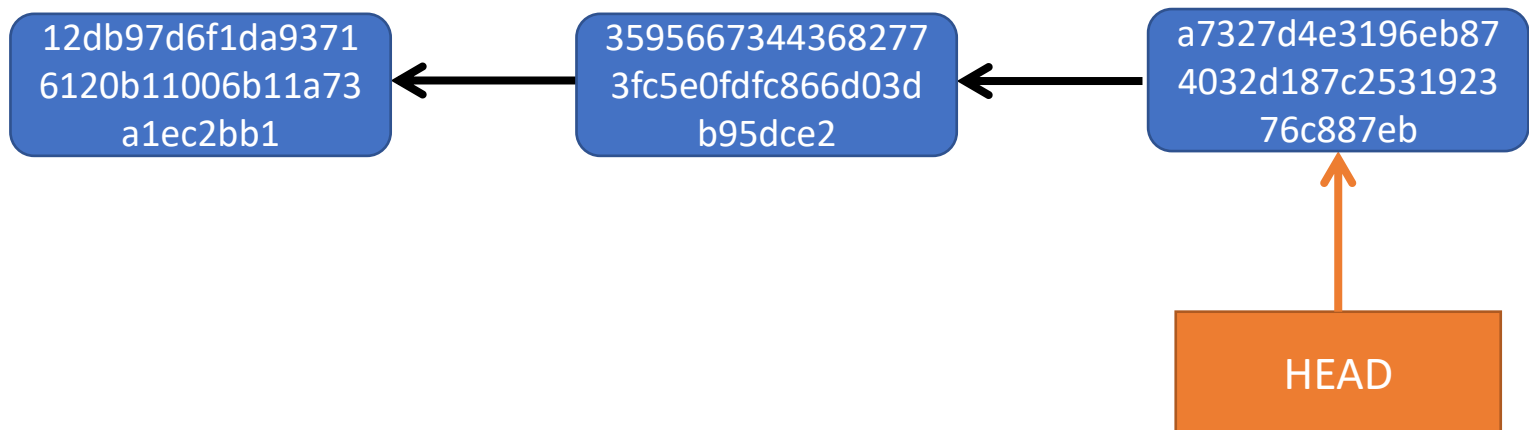 12db97d6f1da9371
6120b11006b11a73
a1ec2bb1
3595667344368277
3fc5e0fdfc866d03d
b95dce2
a7327d4e3196eb87
4032d187c2531923
76c887eb
HEAD